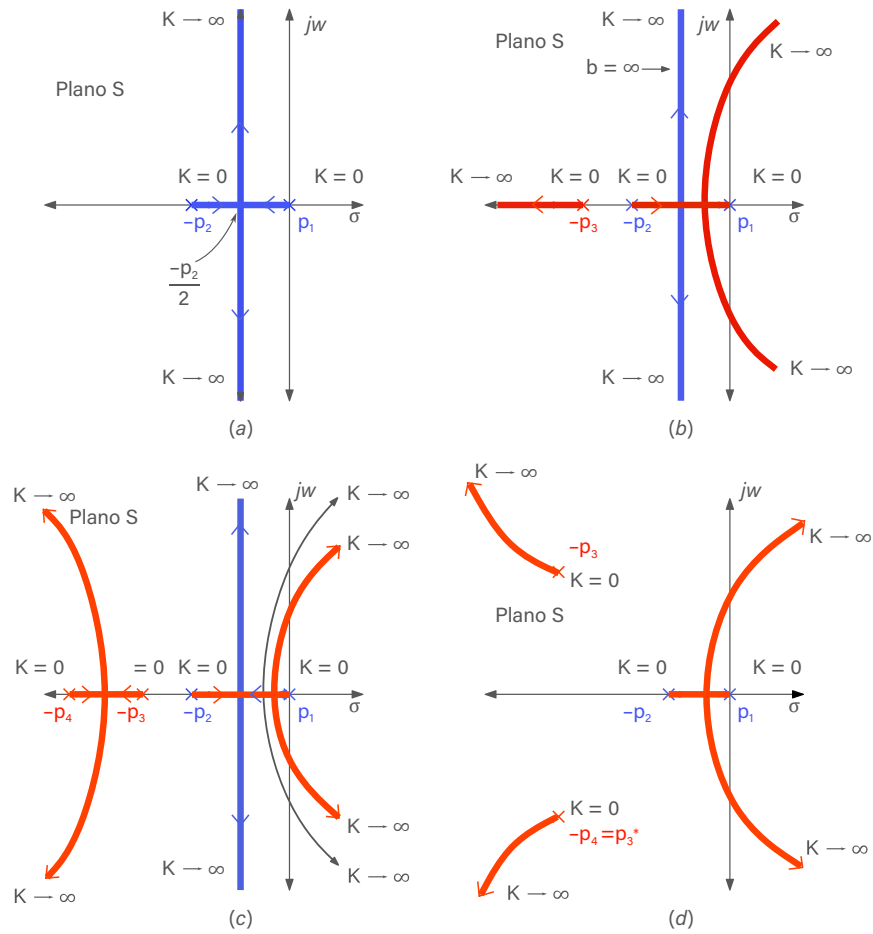 K → ∞
jw
Plano S
K = 0
K = 0
-p₂
p₁
σ
-p₂
2
K → ∞
(a)
Plano S
K → ∞
jw
K → ∞
b = ∞
K → ∞
K = 0
K = 0
K = 0
-p₃
-p₂
p₁
σ
K → ∞
K → ∞
(b)
K → ∞
K → ∞
jw
K → ∞
Plano S
K → ∞
K = 0
= 0
K = 0
K = 0
-p₄
-p₃
-p₂
p₁
σ
K → ∞
K → ∞
K → ∞
K → ∞
(c)
K → ∞
jw
K → ∞
-p₃
K = 0
Plano S
K = 0
K = 0
-p₂
p₁
σ
K = 0
-p₄=p₃*
K → ∞
K → ∞
(d)